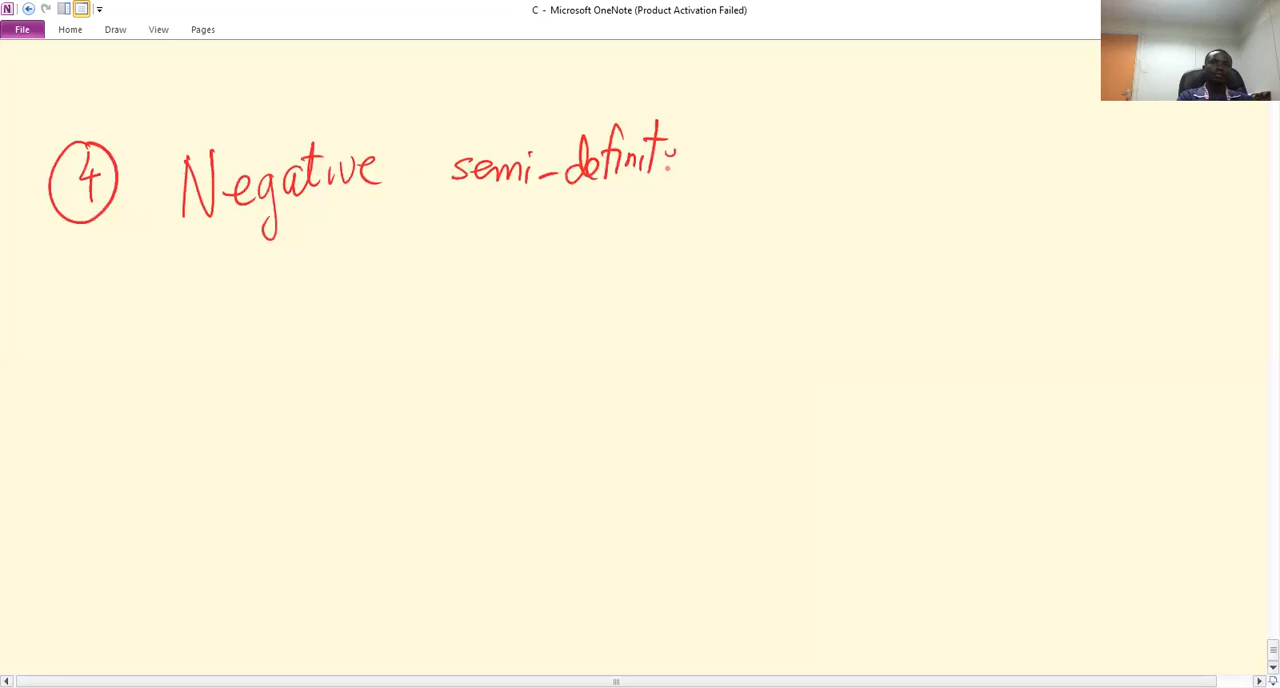 C - Microsoft OneNote (Product Activation Failed)
File Home Draw View Pages
4 Negative semi-definit